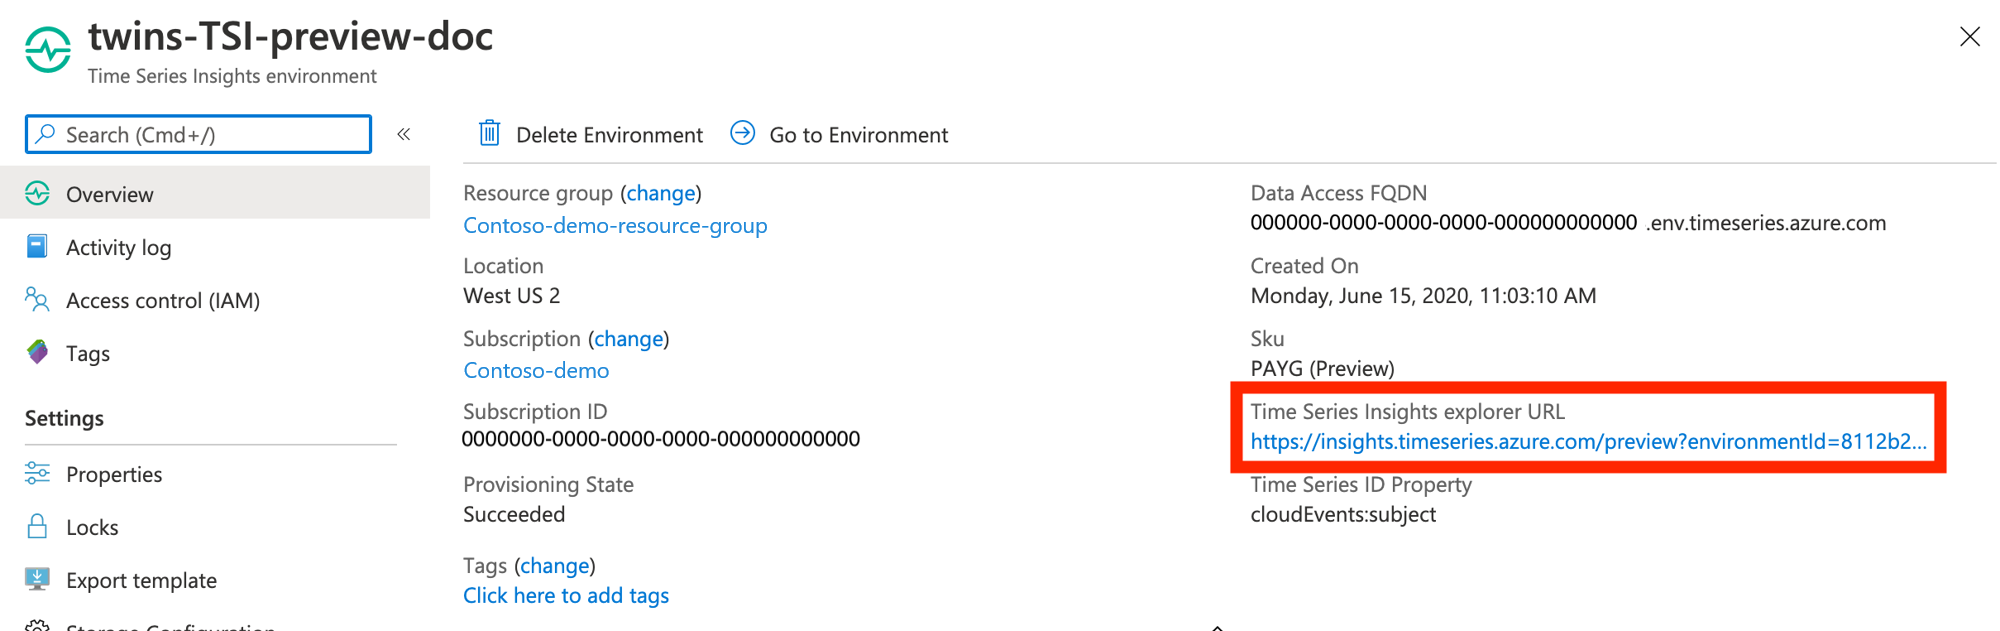 twins-TSI-preview-doc
Time Series Insights environment
Search (Cmd+/)
«
Delete Environment
Go to Environment
Overview
Activity log
Access control (IAM)
Tags
Settings
Properties
Locks
Export template
Storage Configuration
Resource group (change)
Contoso-demo-resource-group
Location
West US 2
Subscription (change)
Contoso-demo
Subscription ID
0000000-0000-0000-0000-000000000000
Provisioning State
Succeeded
Tags (change)
Click here to add tags
Data Access FQDN
000000-0000-0000-0000-000000000000 .env.timeseries.azure.com
Created On
Monday, June 15, 2020, 11:03:10 AM
Sku
PAYG (Preview)
Time Series Insights explorer URL
https://insights.timeseries.azure.com/preview?environmentId=8112b2...
Time Series ID Property
cloudEvents:subject